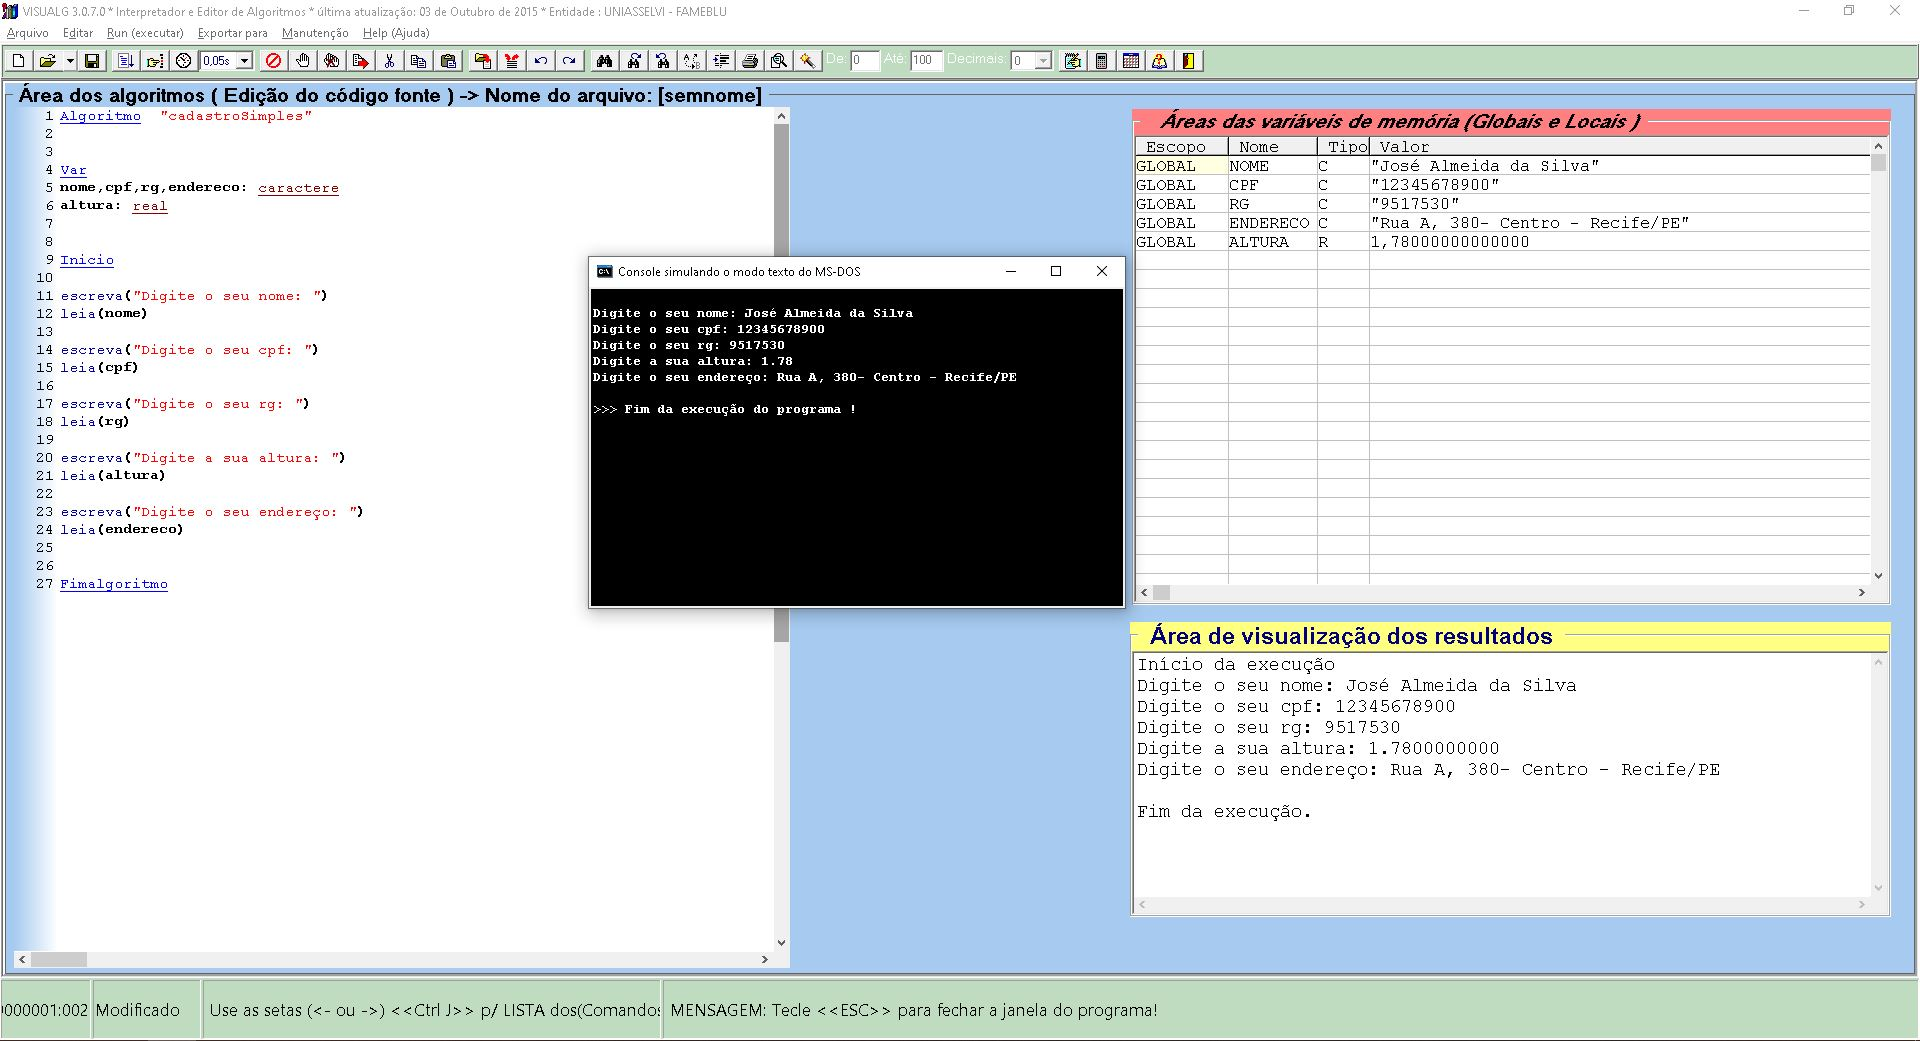 VISUALG 3.0.7.0 * Interpretador e Editor de Algoritmos * última atualização: 03 de Outubro de 2015 * Entidade : UNIASSELVI - FAMEBLU
Arquivo Editar Run (executar) Exportar para Manutenção Help (Ajuda)
0,05s De: 0 Até: 100 Decimais: 0
Área dos algoritmos ( Edição do código fonte ) -> Nome do arquivo: [semnome]
1 Algoritmo "cadastroSimples"
2
3
4 Var
5 nome,cpf,rg,endereco: caractere
6 altura: real
7
8
9 Inicio
10
11 escreva("Digite o seu nome: ")
12 leia(nome)
13
14 escreva("Digite o seu cpf: ")
15 leia(cpf)
16
17 escreva("Digite o seu rg: ")
18 leia(rg)
19
20 escreva("Digite a sua altura: ")
21 leia(altura)
22
23 escreva("Digite o seu endereço: ")
24 leia(endereco)
25
26
27 Fimalgoritmo
Console simulando o modo texto do MS-DOS
Digite o seu nome: José Almeida da Silva
Digite o seu cpf: 12345678900
Digite o seu rg: 9517530
Digite a sua altura: 1.78
Digite o seu endereço: Rua A, 380- Centro - Recife/PE
>>> Fim da execução do programa !
Áreas das variáveis de memória (Globais e Locais )
Escopo Nome Tipo Valor
GLOBAL NOME C "José Almeida da Silva"
GLOBAL CPF C "12345678900"
GLOBAL RG C "9517530"
GLOBAL ENDERECO C "Rua A, 380- Centro - Recife/PE"
GLOBAL ALTURA R 1,78000000000000
Área de visualização dos resultados
Início da execução
Digite o seu nome: José Almeida da Silva
Digite o seu cpf: 12345678900
Digite o seu rg: 9517530
Digite a sua altura: 1.7800000000
Digite o seu endereço: Rua A, 380- Centro - Recife/PE
Fim da execução.
000001:002 Modificado Use as setas (<- ou ->) <<Ctrl J>> p/ LISTA dos(Comandos MENSAGEM: Tecle <<ESC>> para fechar a janela do programa!